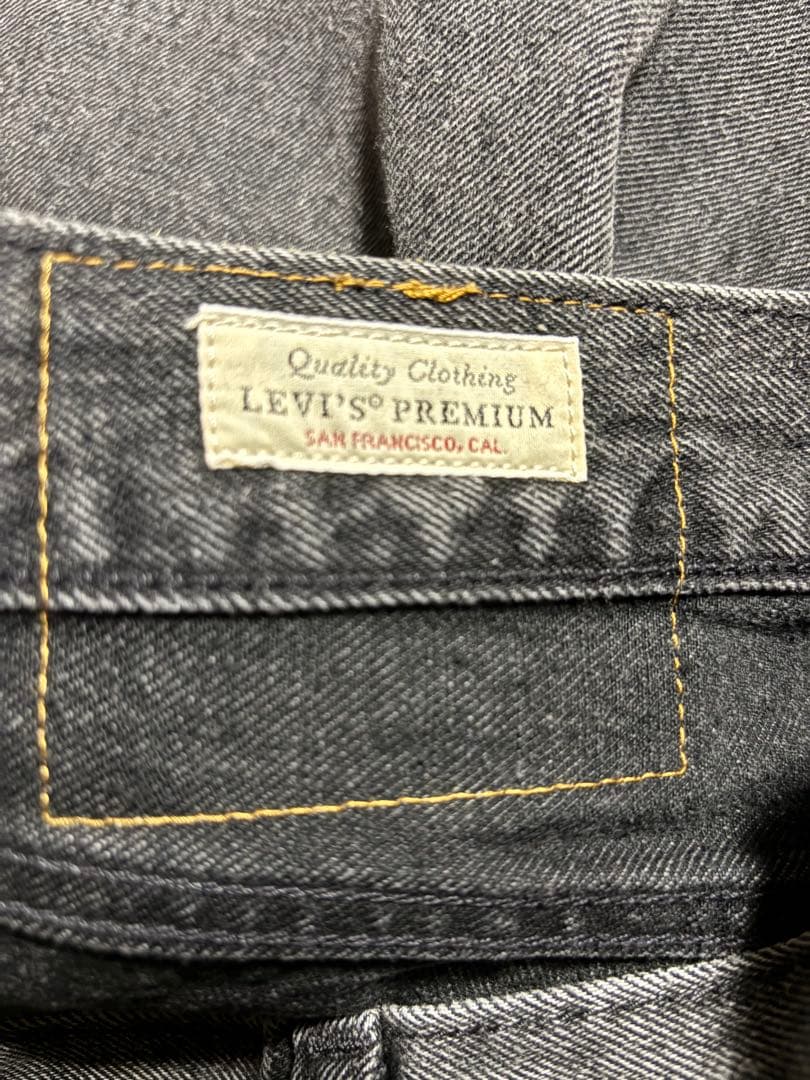 Quality Clothing
LEVI'S® PREMIUM
SAN FRANCISCO, CAL.